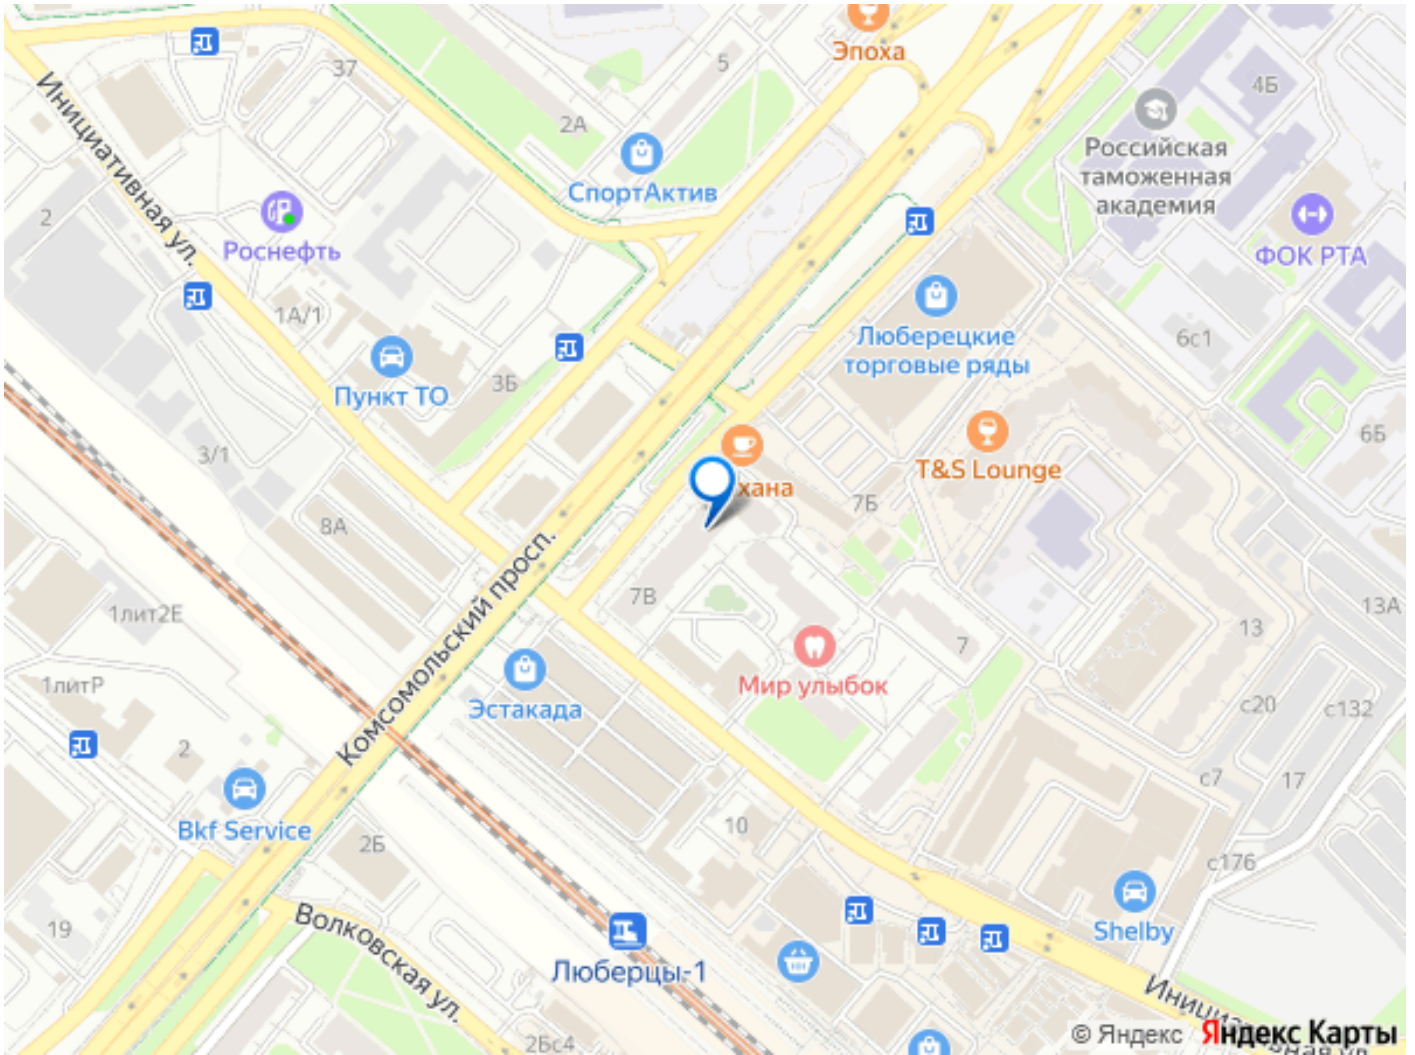 Эпоха
5
37
4Б
2А
Российская
таможенная
академия
СпортАктив
Инициативная ул.
2
Роснефть
ФОК РТА
1А/1
Люберецкие
торговые ряды
6с1
Пункт ТО
3Б
6Б
3/1
T&S Lounge
хана
7Б
8А
Комсомольский просп.
7В
1лит2Е
13А
13
7
1литР
Мир улыбок
Эстакада
с20
с132
2
с7
17
Bkf Service
10
2Б
с176
19
Волковская ул.
Shelby
Люберцы-1
Инициативная ул.
2Бс4
© Яндекс Яндекс Карты